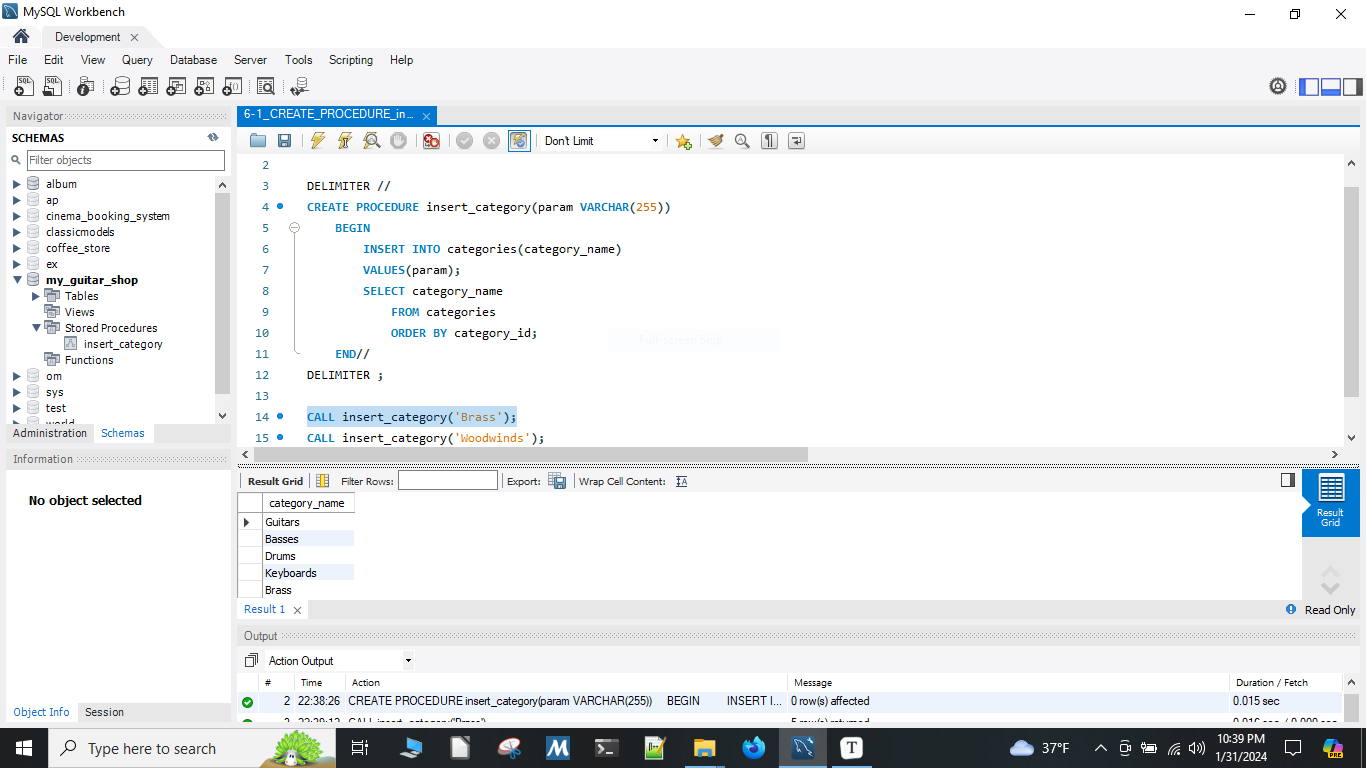 MySQL Workbench
Development
File Edit View Query Database Server Tools Scripting Help
Navigator
SCHEMAS
Filter objects
album
ap
cinema_booking_system
classicmodels
coffee_store
ex
my_guitar_shop
Tables
Views
Stored Procedures
insert_category
Functions
om
sys
test
world
Administration Schemas
Information
No object selected
Object Info Session
6-1_CREATE_PROCEDURE_in...
Don't Limit
2
3 DELIMITER //
4 CREATE PROCEDURE insert_category(param VARCHAR(255))
5 BEGIN
6 INSERT INTO categories(category_name)
7 VALUES(param);
8 SELECT category_name
9 FROM categories
10 ORDER BY category_id;
11 END//
12 DELIMITER ;
13
14 CALL insert_category('Brass');
15 CALL insert_category('Woodwinds');
Result Grid Filter Rows: Export: Wrap Cell Content:
category_name
Guitars
Basses
Drums
Keyboards
Brass
Result Grid
Result 1
Read Only
Output
Action Output
# Time Action Message Duration / Fetch
2 22:38:26 CREATE PROCEDURE insert_category(param VARCHAR(255)) BEGIN INSERT I... 0 row(s) affected 0.015 sec
Type here to search
37°F
10:39 PM
1/31/2024